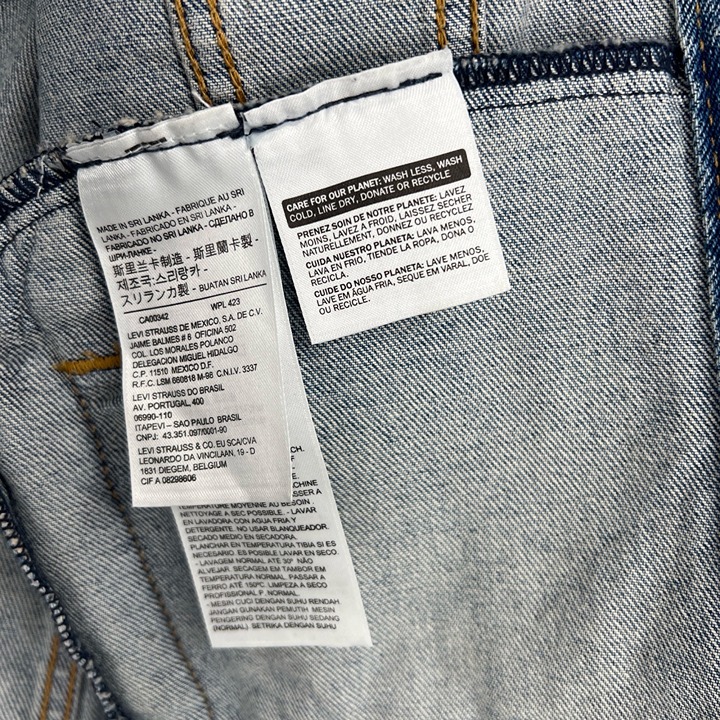 MADE IN SRI LANKA - FABRIQUE AU SRI
LANKA - FABRICADO EN SRI LANKA -
FABRICADO NO SRI LANKA - СДЕЛАНО В
ШРИ-ЛАНКЕ -
斯里兰卡制造 - 斯里蘭卡製 -
제조국:스리랑카 -
スリランカ製 - BUATAN SRI LANKA
CA00342 WPL 423
LEVI STRAUSS DE MEXICO, S.A. DE C.V.
JAIME BALMES # 8 OFICINA 502
COL. LOS MORALES POLANCO
DELEGACION MIGUEL HIDALGO
C.P. 11510 MEXICO D.F.
R.F.C. LSM 660818 M-98 C.N.I.V. 3337
LEVI STRAUSS DO BRASIL
AV. PORTUGAL, 400
06990-110
ITAPEVI – SAO PAULO BRASIL
CNPJ: 43.351.097/0001-90
LEVI STRAUSS & CO. EU SCA/CVA
LEONARDO DA VINCILAAN, 19 - D
1831 DIEGEM, BELGIUM
CIF A 08298606
CARE FOR OUR PLANET: WASH LESS, WASH
COLD, LINE DRY, DONATE OR RECYCLE
PRENEZ SOIN DE NOTRE PLANETE: LAVEZ
MOINS, LAVEZ A FROID, LAISSEZ SECHER
NATURELLEMENT, DONNEZ OU RECYCLEZ
CUIDA NUESTRO PLANETA: LAVA MENOS,
LAVA EN FRIO, TIENDE LA ROPA, DONA O
RECICLA.
CUIDE DO NOSSO PLANETA: LAVE MENOS,
LAVE EM ÁGUA FRIA, SEQUE EM VARAL, DOE
OU RECICLE.
CH.
CHINE
SSER A
TEMPERATURE MOYENNE AU BESOIN .
NETTOYAGE A SEC POSSIBLE. - LAVAR
EN LAVADORA CON AGUA FRIA Y
DETERGENTE. NO USAR BLANQUEADOR.
SECADO MEDIO EN SECADORA.
PLANCHAR EN TEMPERATURA TIBIA SI ES
NECESARIO. ES POSIBLE LAVAR EN SECO.
- LAVAGEM NORMAL ATÉ 30° NÃO
ALVEJAR. SECAGEM EM TAMBOR EM
TEMPERATURA NORMAL. PASSAR A
FERRO ATÉ 150ºC. LIMPEZA A SECO
PROFISSIONAL P, NORMAL.
- MESIN CUCI DENGAN SUHU RENDAH.
JANGAN GUNAKAN PEMUTIH. MESIN
PENGERING DENGAN SUHU SEDANG
(NORMAL). SETRIKA DENGAN SUHU